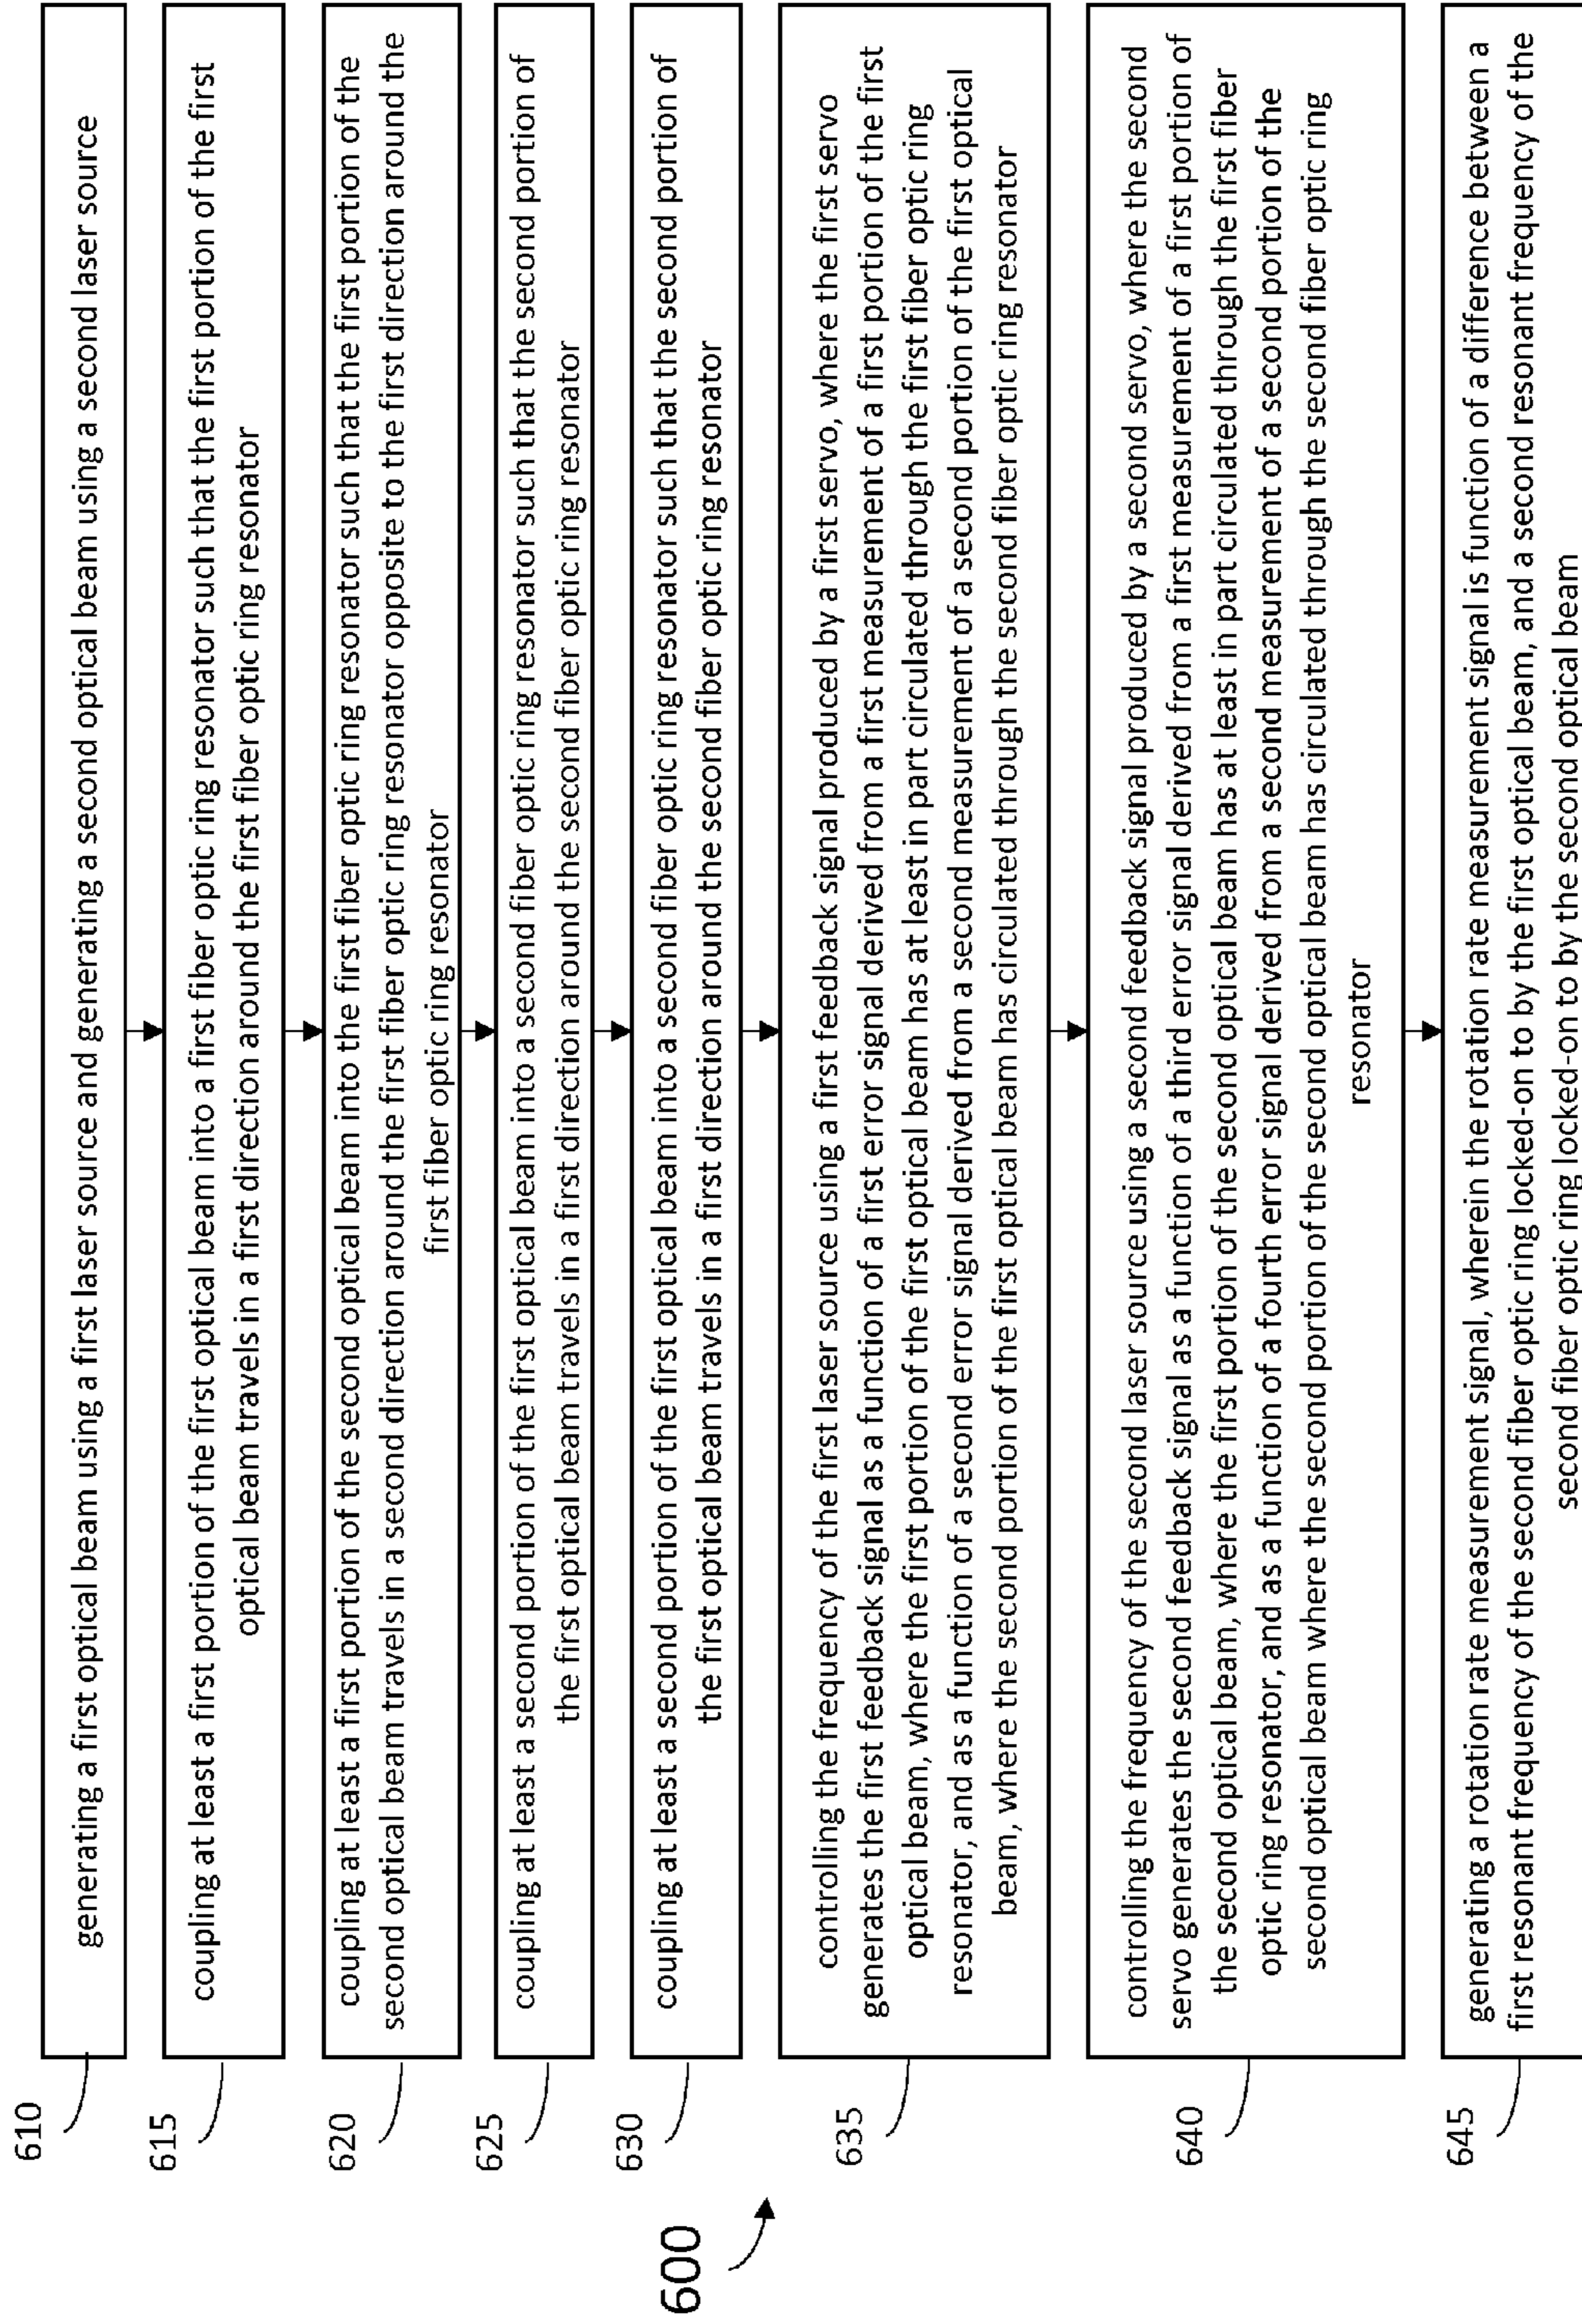 600
610
generating a first optical beam using a first laser source and generating a second optical beam using a second laser source
615
coupling at least a first portion of the first optical beam into a first fiber optic ring resonator such that the first portion of the first
optical beam travels in a first direction around the first fiber optic ring resonator
620
coupling at least a first portion of the second optical beam into the first fiber optic ring resonator such that the first portion of the
second optical beam travels in a second direction around the first fiber optic ring resonator opposite to the first direction around the
first fiber optic ring resonator
625
coupling at least a second portion of the first optical beam into a second fiber optic ring resonator such that the second portion of
the first optical beam travels in a first direction around the second fiber optic ring resonator
630
coupling at least a second portion of the first optical beam into a second fiber optic ring resonator such that the second portion of
the first optical beam travels in a first direction around the second fiber optic ring resonator
635
controlling the frequency of the first laser source using a first feedback signal produced by a first servo, where the first servo
generates the first feedback signal as a function of a first error signal derived from a first measurement of a first portion of the first
optical beam, where the first portion of the first optical beam has at least in part circulated through the first fiber optic ring
resonator, and as a function of a second error signal derived from a second measurement of a second portion of the first optical
beam, where the second portion of the first optical beam has circulated through the second fiber optic ring resonator
640
controlling the frequency of the second laser source using a second feedback signal produced by a second servo, where the second
servo generates the second feedback signal as a function of a third error signal derived from a first measurement of a first portion of
the second optical beam, where the first portion of the second optical beam has at least in part circulated through the first fiber
optic ring resonator, and as a function of a fourth error signal derived from a second measurement of a second portion of the
second optical beam where the second portion of the second optical beam has circulated through the second fiber optic ring
resonator
645
generating a rotation rate measurement signal, wherein the rotation rate measurement signal is function of a difference between a
first resonant frequency of the second fiber optic ring locked-on to by the first optical beam, and a second resonant frequency of the
second fiber optic ring locked-on to by the second optical beam